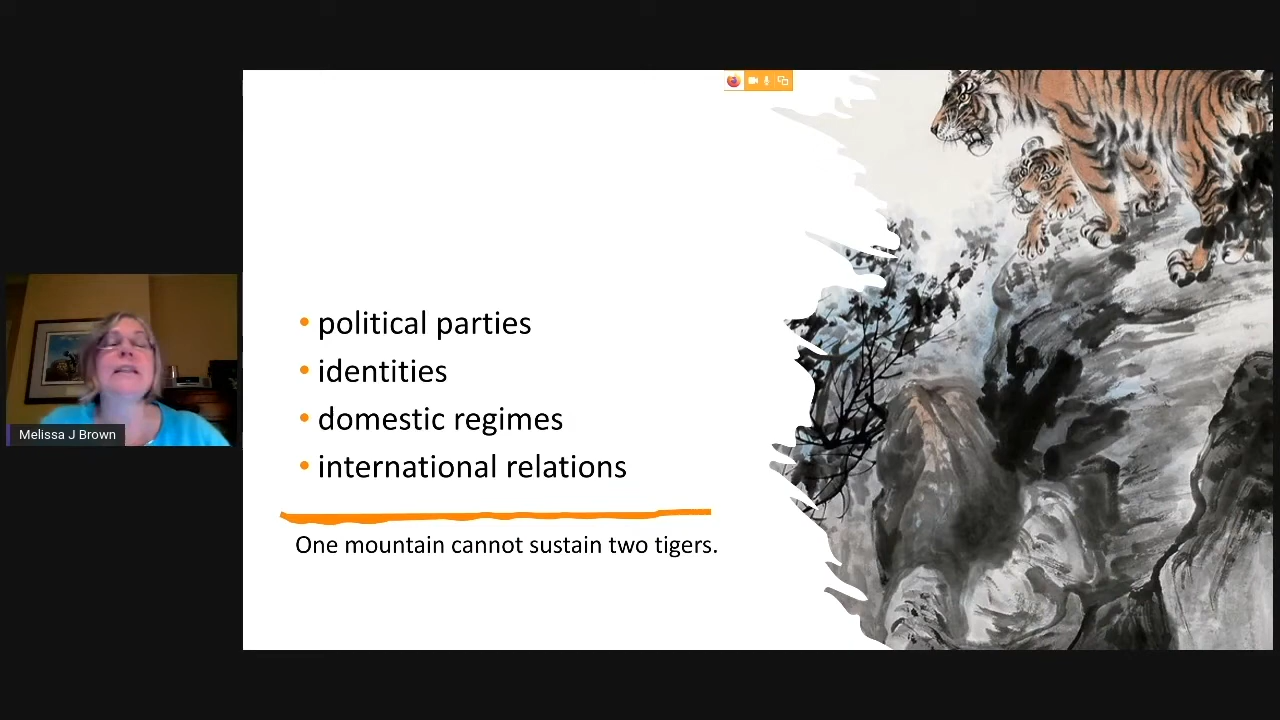 political parties
identities
domestic regimes
international relations
One mountain cannot sustain two tigers.
Melissa J Brown